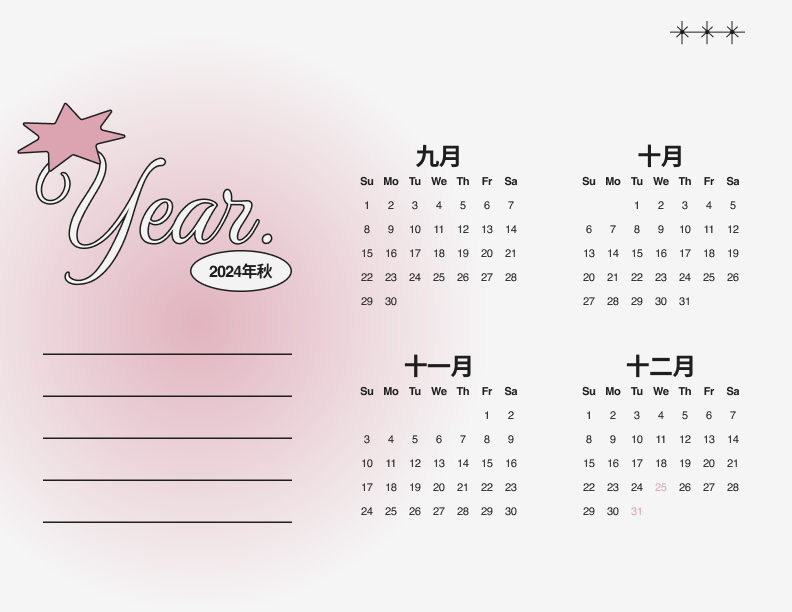 Year.
2024年秋
九月
Su Mo Tu We Th Fr Sa
1 2 3 4 5 6 7
8 9 10 11 12 13 14
15 16 17 18 19 20 21
22 23 24 25 26 27 28
29 30
十月
Su Mo Tu We Th Fr Sa
1 2 3 4 5
6 7 8 9 10 11 12
13 14 15 16 17 18 19
20 21 22 23 24 25 26
27 28 29 30 31
十一月
Su Mo Tu We Th Fr Sa
1 2
3 4 5 6 7 8 9
10 11 12 13 14 15 16
17 18 19 20 21 22 23
24 25 26 27 28 29 30
十二月
Su Mo Tu We Th Fr Sa
1 2 3 4 5 6 7
8 9 10 11 12 13 14
15 16 17 18 19 20 21
22 23 24 25 26 27 28
29 30 31